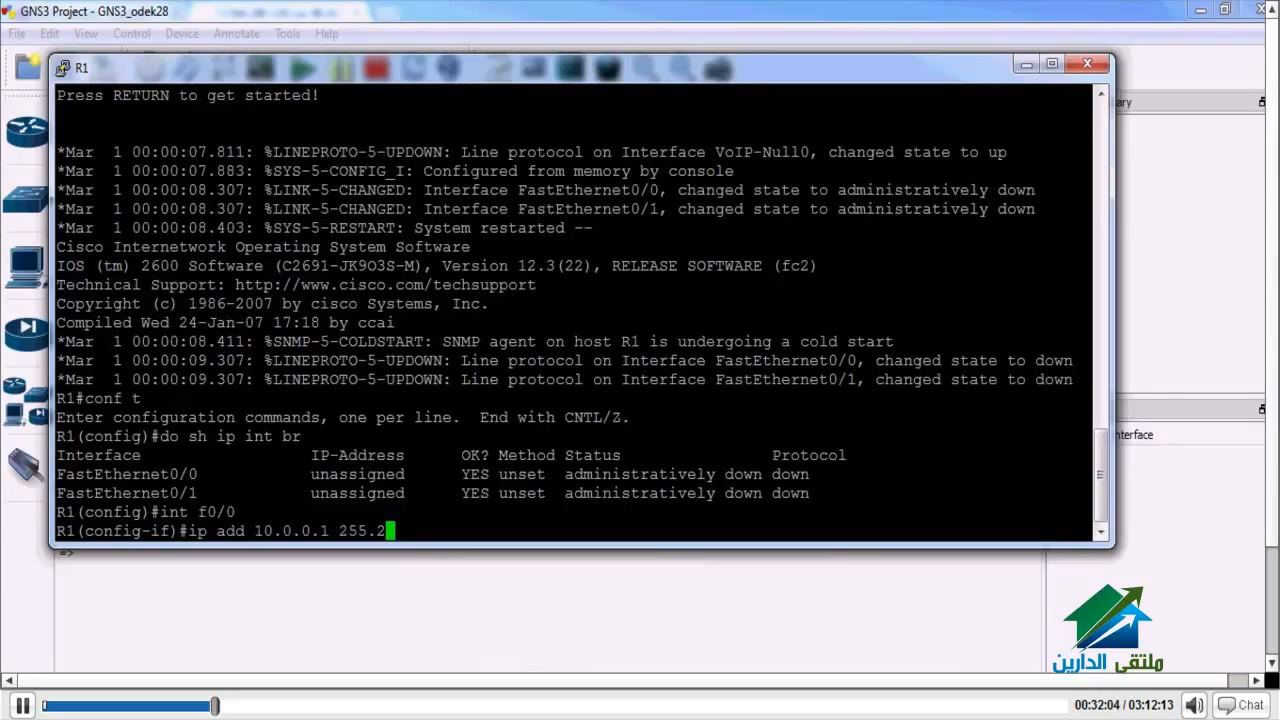 GNS3 Project - GNS3_odek28
File Edit View Control Device Annotate Tools Help
R1
Press RETURN to get started!
*Mar  1 00:00:07.811: %LINEPROTO-5-UPDOWN: Line protocol on Interface VoIP-Null0, changed state to up
*Mar  1 00:00:07.883: %SYS-5-CONFIG_I: Configured from memory by console
*Mar  1 00:00:08.307: %LINK-5-CHANGED: Interface FastEthernet0/0, changed state to administratively down
*Mar  1 00:00:08.307: %LINK-5-CHANGED: Interface FastEthernet0/1, changed state to administratively down
*Mar  1 00:00:08.403: %SYS-5-RESTART: System restarted --
Cisco Internetwork Operating System Software
IOS (tm) 2600 Software (C2691-JK9O3S-M), Version 12.3(22), RELEASE SOFTWARE (fc2)
Technical Support: http://www.cisco.com/techsupport
Copyright (c) 1986-2007 by cisco Systems, Inc.
Compiled Wed 24-Jan-07 17:18 by ccai
*Mar  1 00:00:08.411: %SNMP-5-COLDSTART: SNMP agent on host R1 is undergoing a cold start
*Mar  1 00:00:09.307: %LINEPROTO-5-UPDOWN: Line protocol on Interface FastEthernet0/0, changed state to down
*Mar  1 00:00:09.307: %LINEPROTO-5-UPDOWN: Line protocol on Interface FastEthernet0/1, changed state to down
R1#conf t
Enter configuration commands, one per line.  End with CNTL/Z.
R1(config)#do sh ip int br
Interface                  IP-Address      OK? Method Status                Protocol
FastEthernet0/0            unassigned      YES unset  administratively down down
FastEthernet0/1            unassigned      YES unset  administratively down down
R1(config)#int f0/0
R1(config-if)#ip add 10.0.0.1 255.2
=>
ary
nterface
ملتقى الدارين
00:32:04 / 03:12:13
Chat